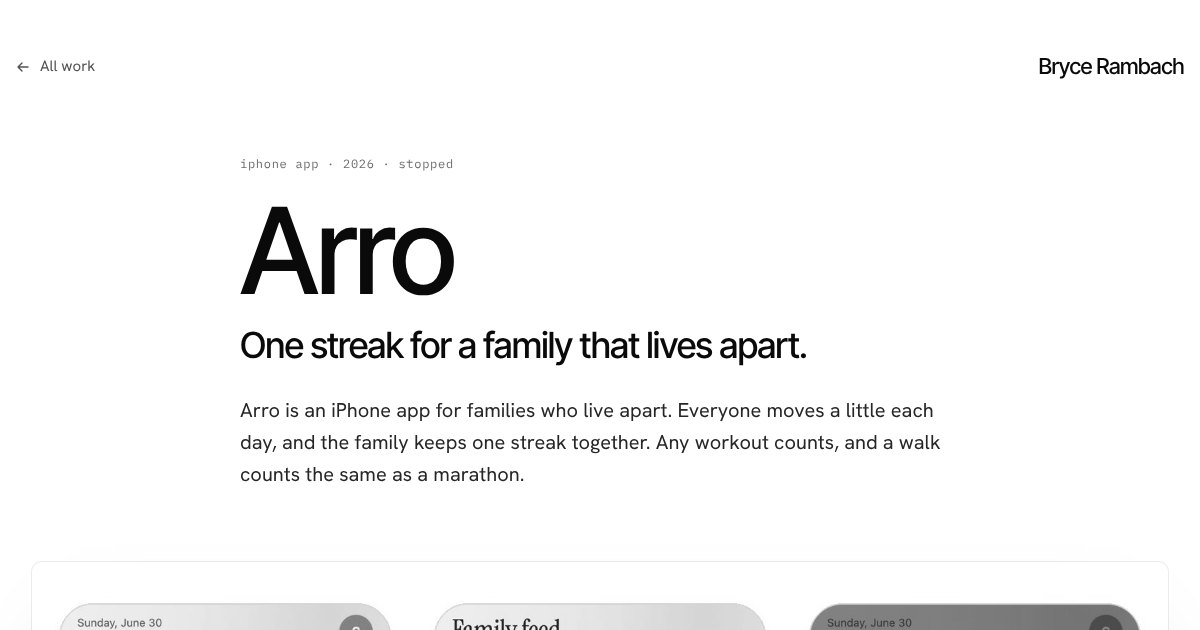 ← All work
Bryce Rambach
iphone app · 2026 · stopped
Arro
One streak for a family that lives apart.
Arro is an iPhone app for families who live apart. Everyone moves a little each
day, and the family keeps one streak together. Any workout counts, and a walk
counts the same as a marathon.
Sunday, June 30
Family feed
Sunday, June 30